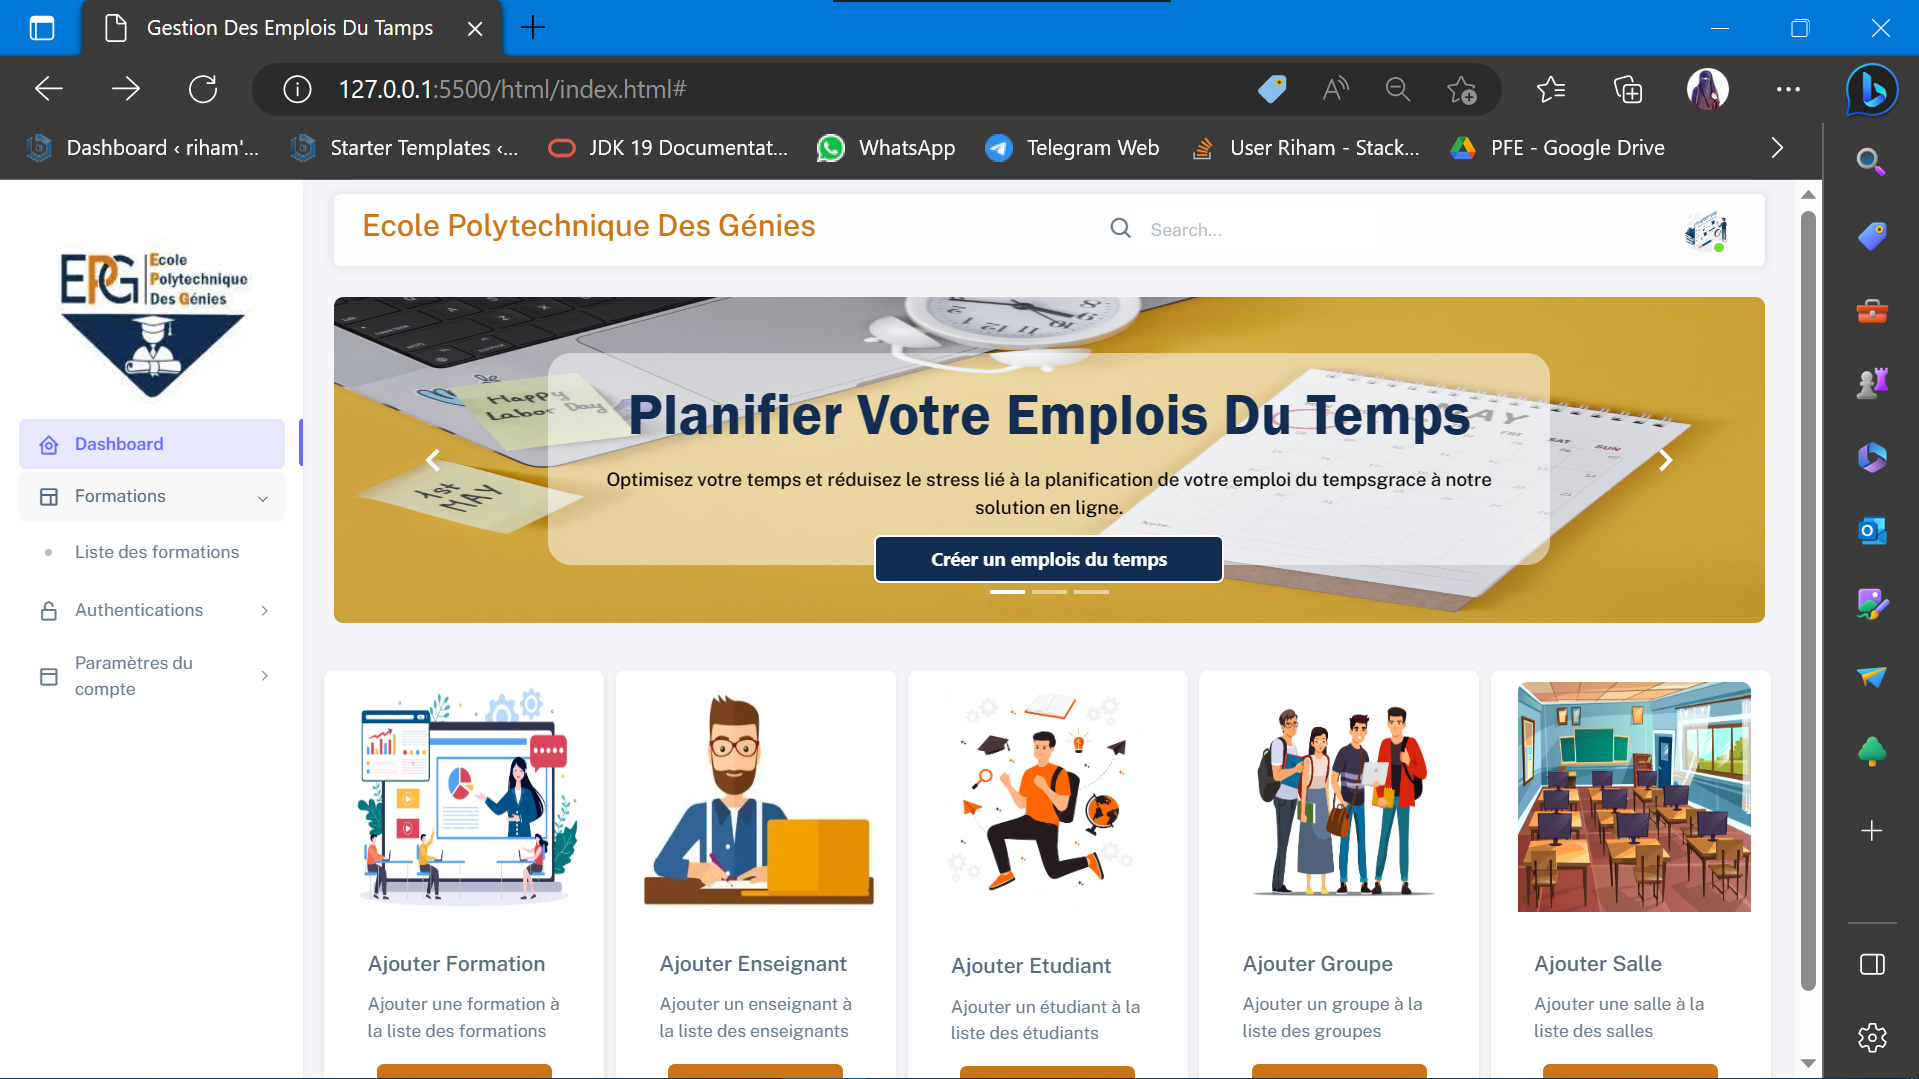 Gestion Des Emplois Du Tamps
127.0.0.1:5500/html/index.html#
Dashboard ‹ riham'...
Starter Templates ‹...
JDK 19 Documentat...
WhatsApp
Telegram Web
User Riham - Stack...
PFE - Google Drive
EPG
Ecole
Polytechnique
Des Génies
Dashboard
Formations
Liste des formations
Authentications
Paramètres du
compte
Ecole Polytechnique Des Génies
Search...
Happy
Labor Day
1st
MAY
MAY
FRI
SAT
SUN
Planifier Votre Emplois Du Temps
Optimisez votre temps et réduisez le stress lié à la planification de votre emploi du tempsgrace à notre
solution en ligne.
Créer un emplois du temps
Ajouter Formation
Ajouter une formation à
la liste des formations
Ajouter Enseignant
Ajouter un enseignant à
la liste des enseignants
Ajouter Etudiant
Ajouter un étudiant à la
liste des étudiants
Ajouter Groupe
Ajouter un groupe à la
liste des groupes
Ajouter Salle
Ajouter une salle à la
liste des salles